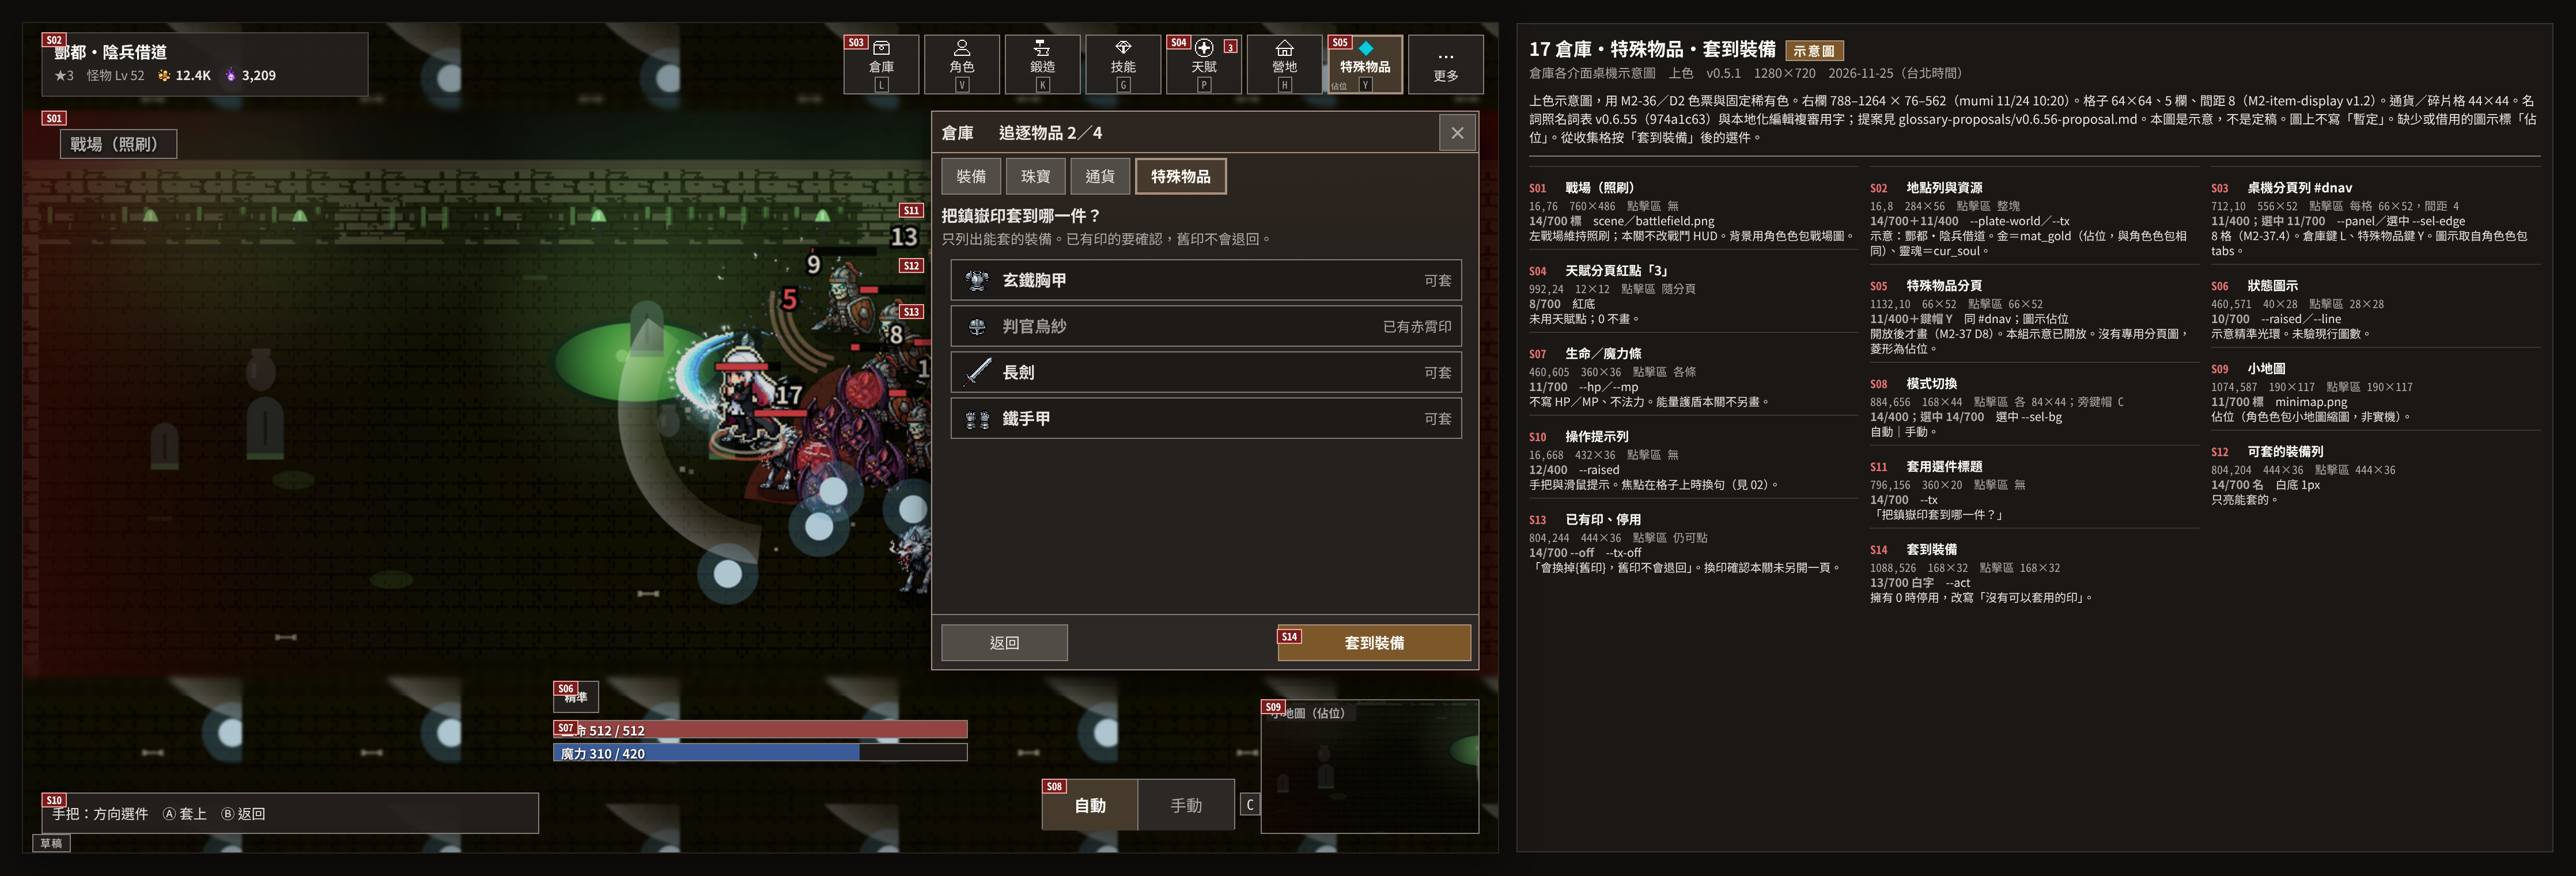 S02
酆都・陰兵借道
★3 怪物 Lv 52 12.4K 3,209
S03
倉庫
L
角色
V
鍛造
K
技能
G
S04
3
天賦
P
營地
H
S05
特殊物品
佔位
Y
…
更多
S01
戰場（照刷）
倉庫 追逐物品 2／4
×
裝備
珠寶
通貨
特殊物品
S11
把鎮嶽印套到哪一件？
只列出能套的裝備。已有印的要確認，舊印不會退回。
S12
玄鐵胸甲 可套
S13
判官烏紗 已有赤霄印
長劍 可套
鐵手甲 可套
13
9
5
8
17
返回
S14
套到裝備
S06
精準
S07
命 512 / 512
魔力 310 / 420
S08
自動
手動
C
S09
地圖（佔位）
S10
手把：方向選件 Ⓐ 套上 Ⓑ 返回
草稿
17 倉庫・特殊物品・套到裝備 示意圖
倉庫各介面桌機示意圖 上色 v0.5.1 1280×720 2026-11-25（台北時間）
上色示意圖，用 M2-36／D2 色票與固定稀有色。右欄 788–1264 × 76–562（mumi 11/24 10:20）。格子 64×64、5 欄、間距 8（M2-item-display v1.2）。通貨／碎片格 44×44。名
詞照名詞表 v0.6.55（974a1c63）與本地化編輯複審用字；提案見 glossary-proposals/v0.6.56-proposal.md。本圖是示意，不是定稿。圖上不寫「暫定」。缺少或借用的圖示標「佔
位」。從收集格按「套到裝備」後的選件。
S01 戰場（照刷）
16,76 760×486 點擊區 無
14/700 標 scene／battlefield.png
左戰場維持照刷；本關不改戰鬥 HUD。背景用角色色包戰場圖。
S04 天賦分頁紅點「3」
992,24 12×12 點擊區 隨分頁
8/700 紅底
未用天賦點；0 不畫。
S07 生命／魔力條
460,605 360×36 點擊區 各條
11/700 --hp／--mp
不寫 HP／MP、不法力。能量護盾本關不另畫。
S10 操作提示列
16,668 432×36 點擊區 無
12/400 --raised
手把與滑鼠提示。焦點在格子上時換句（見 02）。
S13 已有印、停用
804,244 444×36 點擊區 仍可點
14/700 --off --tx-off
「會換掉{舊印}，舊印不會退回」。換印確認本關未另開一頁。
S02 地點列與資源
16,8 284×56 點擊區 整塊
14/700＋11/400 --plate-world／--tx
示意：酆都・陰兵借道。金＝mat_gold（佔位，與角色色包相
同）、靈魂＝cur_soul。
S05 特殊物品分頁
1132,10 66×52 點擊區 66×52
11/400＋鍵帽 Y 同 #dnav；圖示佔位
開放後才畫（M2-37 D8）。本組示意已開放。沒有專用分頁圖，
菱形為佔位。
S08 模式切換
884,656 168×44 點擊區 各 84×44；旁鍵帽 C
14/400；選中 14/700 選中 --sel-bg
自動｜手動。
S11 套用選件標題
796,156 360×20 點擊區 無
14/700 --tx
「把鎮嶽印套到哪一件？」
S14 套到裝備
1088,526 168×32 點擊區 168×32
13/700 白字 --act
擁有 0 時停用，改寫「沒有可以套用的印」。
S03 桌機分頁列 #dnav
712,10 556×52 點擊區 每格 66×52，間距 4
11/400；選中 11/700 --panel／選中 --sel-edge
8 格（M2-37.4）。倉庫鍵 L、特殊物品鍵 Y。圖示取自角色色包
tabs。
S06 狀態圖示
460,571 40×28 點擊區 28×28
10/700 --raised／--line
示意精準光環。未驗現行圖數。
S09 小地圖
1074,587 190×117 點擊區 190×117
11/700 標 minimap.png
佔位（角色色包小地圖縮圖，非實機）。
S12 可套的裝備列
804,204 444×36 點擊區 444×36
14/700 名 白底 1px
只亮能套的。